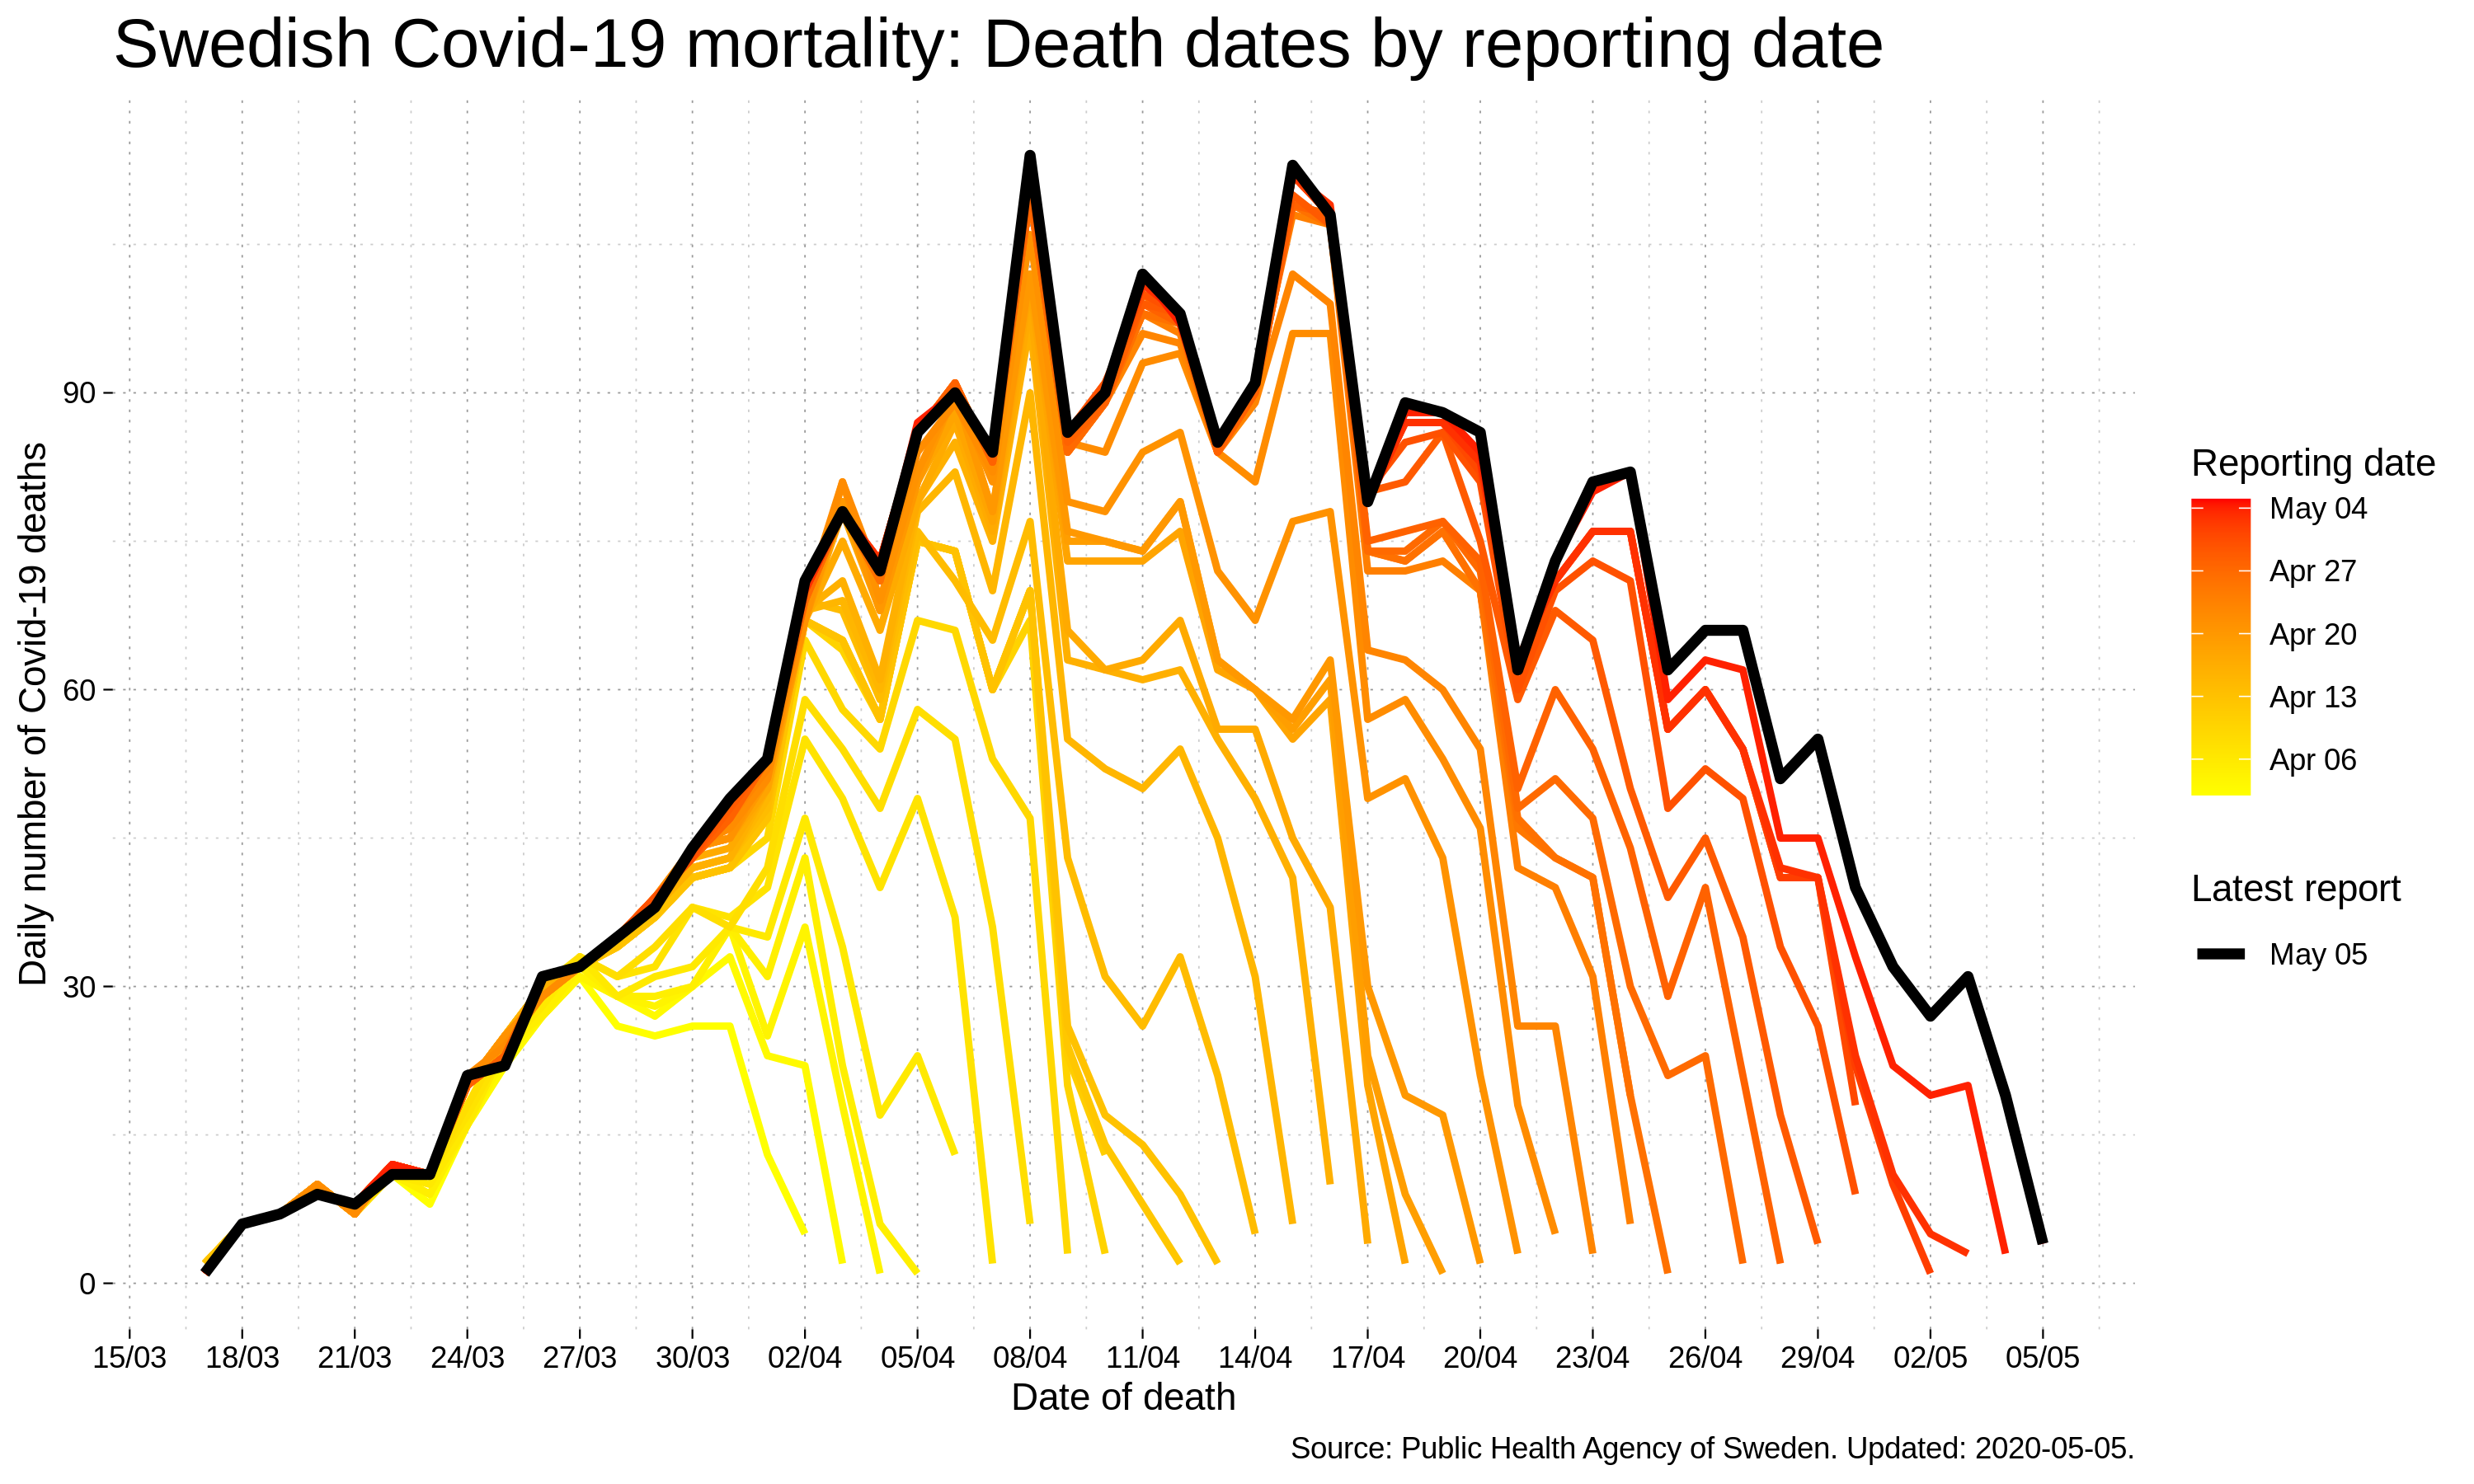 Swedish Covid-19 mortality: Death dates by reporting date
Daily number of Covid-19 deaths
90
60
30
0
15/03 18/03 21/03 24/03 27/03 30/03 02/04 05/04 08/04 11/04 14/04 17/04 20/04 23/04 26/04 29/04 02/05 05/05
Date of death
Reporting date
May 04
Apr 27
Apr 20
Apr 13
Apr 06
Latest report
May 05
Source: Public Health Agency of Sweden. Updated: 2020-05-05.